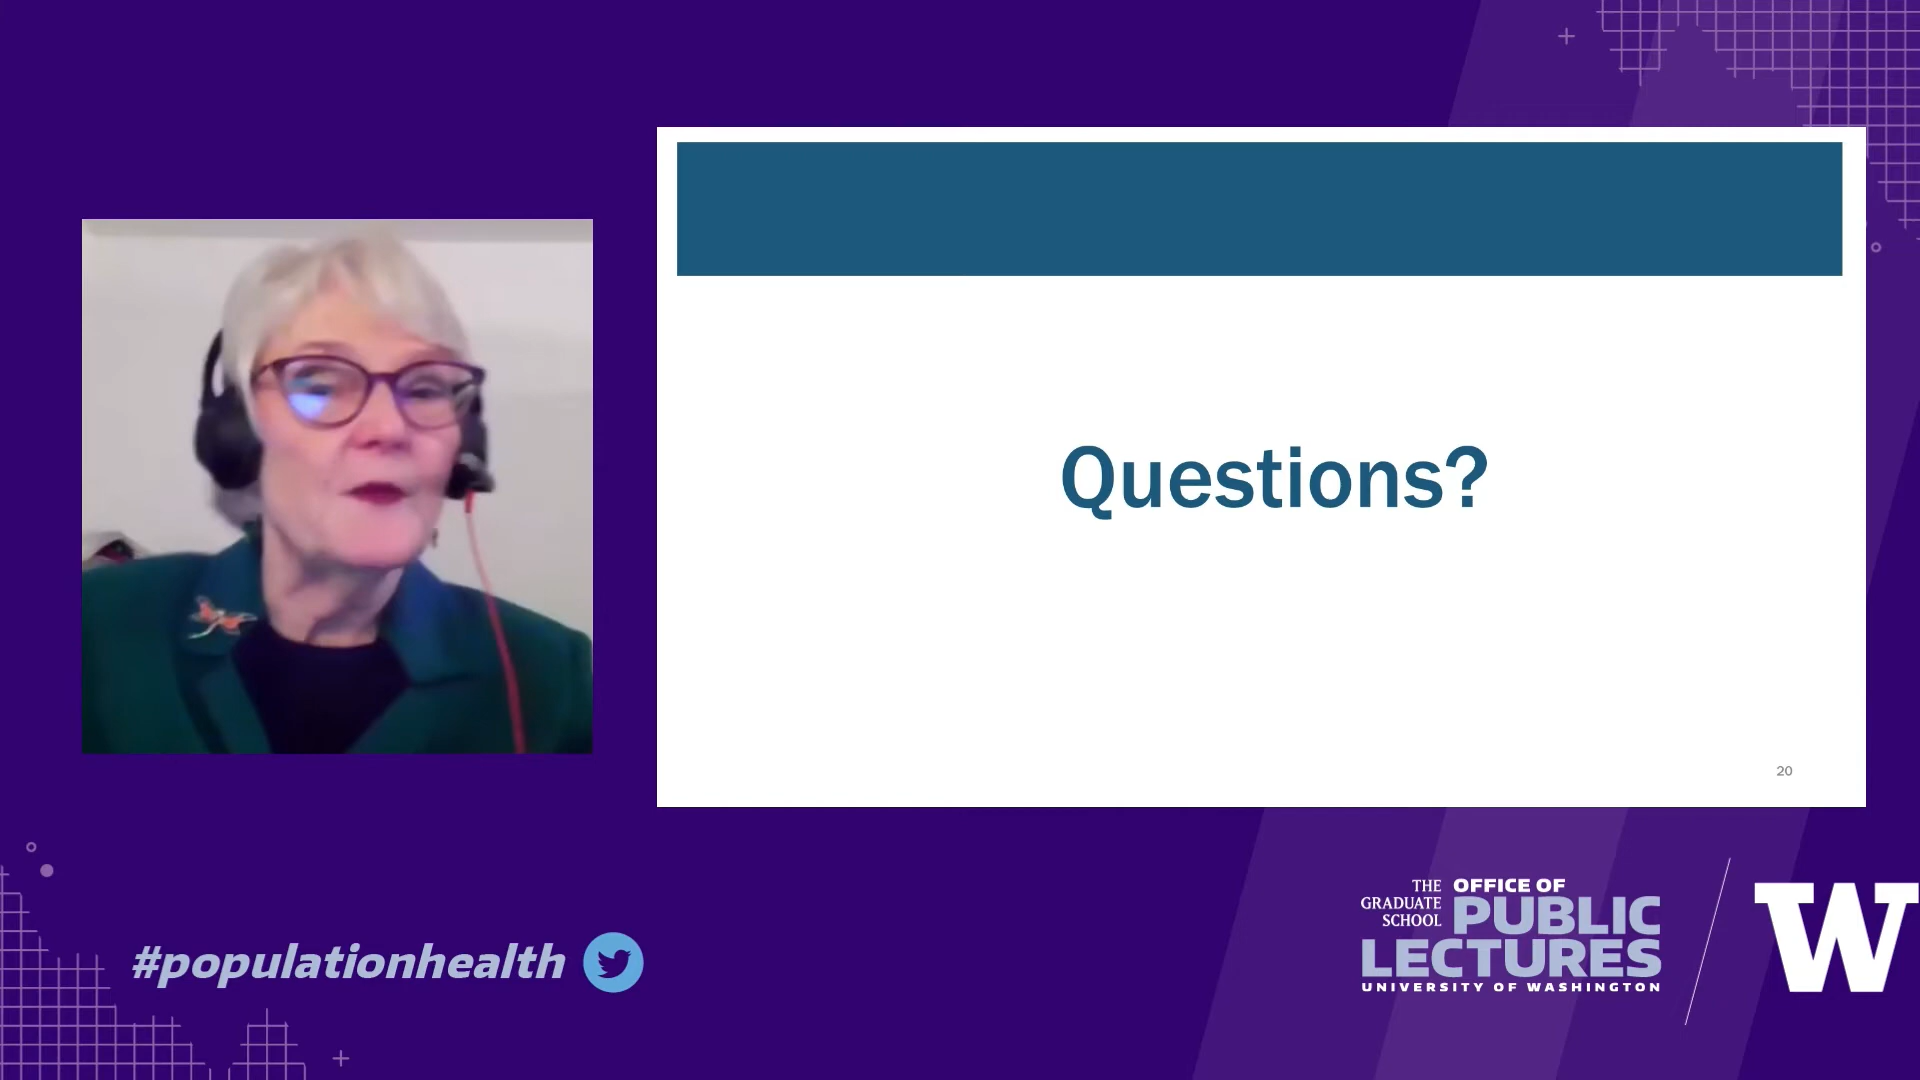 Questions?
20
#populationhealth
THE GRADUATE SCHOOL
OFFICE OF
PUBLIC
LECTURES
UNIVERSITY OF WASHINGTON
W